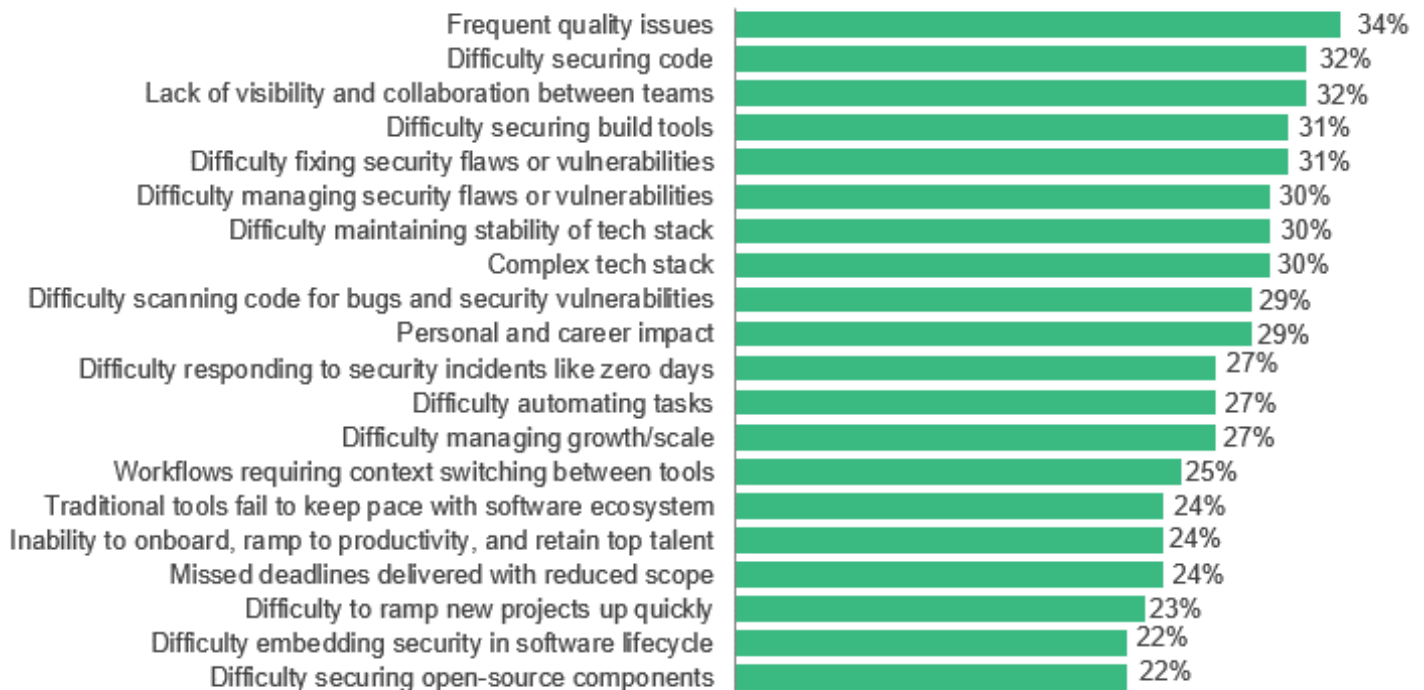 Frequent quality issues 34%
Difficulty securing code 32%
Lack of visibility and collaboration between teams 32%
Difficulty securing build tools 31%
Difficulty fixing security flaws or vulnerabilities 31%
Difficulty managing security flaws or vulnerabilities 30%
Difficulty maintaining stability of tech stack 30%
Complex tech stack 30%
Difficulty scanning code for bugs and security vulnerabilities 29%
Personal and career impact 29%
Difficulty responding to security incidents like zero days 27%
Difficulty automating tasks 27%
Difficulty managing growth/scale 27%
Workflows requiring context switching between tools 25%
Traditional tools fail to keep pace with software ecosystem 24%
Inability to onboard, ramp to productivity, and retain top talent 24%
Missed deadlines delivered with reduced scope 24%
Difficulty to ramp new projects up quickly 23%
Difficulty embedding security in software lifecycle 22%
Difficulty securing open-source components 22%